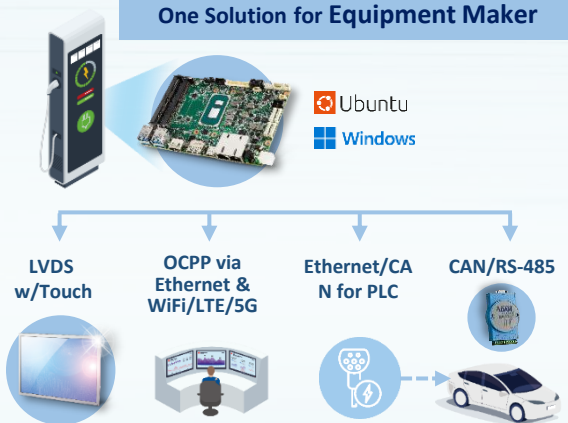 One Solution for Equipment Maker
Ubuntu
Windows
LVDS
w/Touch
OCPP via
Ethernet &
WiFi/LTE/5G
Ethernet/CA
N for PLC
CAN/RS-485
ADAM